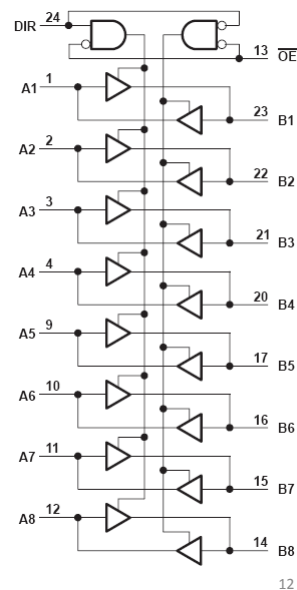 DIR 24
13 OE
A1 1
23 B1
A2 2
22 B2
A3 3
21 B3
A4 4
20 B4
A5 9
17 B5
A6 10
16 B6
A7 11
15 B7
A8 12
14 B8
12